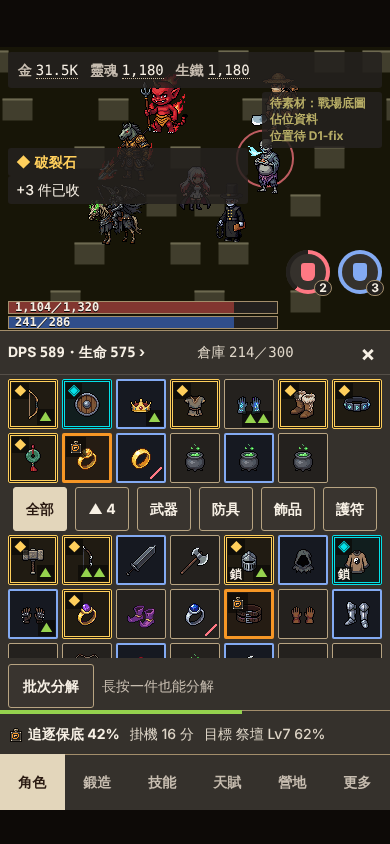 金 31.5K 靈魂 1,180 生鐵 1,180
待素材：戰場底圖
佔位資料
位置待 D1-fix
破裂石
+3 件已收
2
3
1,104／1,320
241／286
DPS 589・生命 575 ›
倉庫 214／300
×
全部
▲ 4
武器
防具
飾品
護符
鎖
鎖
批次分解
長按一件也能分解
追逐保底 42% 掛機 16 分 目標 祭壇 Lv7 62%
角色
鍛造
技能
天賦
營地
更多